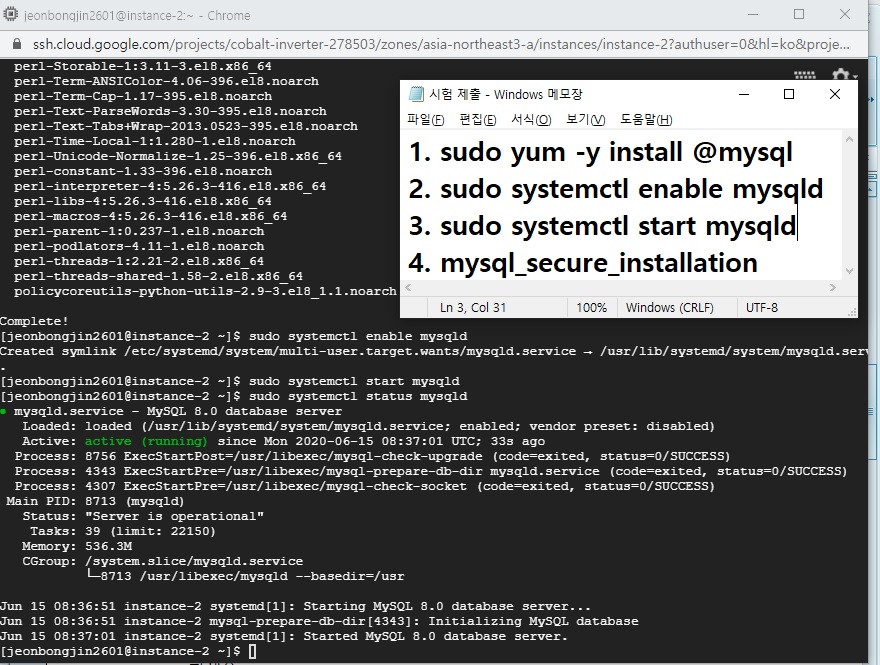 jeonbongjin2601@instance-2:~ - Chrome
ssh.cloud.google.com/projects/cobalt-inverter-278503/zones/asia-northeast3-a/instances/instance-2?authuser=0&hl=ko&proje...
perl-Storable-1:3.11-3.el8.x86_64
perl-Term-ANSIColor-4.06-396.el8.noarch
perl-Term-Cap-1.17-395.el8.noarch
perl-Text-ParseWords-3.30-395.el8.noarch
perl-Text-Tabs+Wrap-2013.0523-395.el8.noarch
perl-Time-Local-1:1.280-1.el8.noarch
perl-Unicode-Normalize-1.25-396.el8.x86_64
perl-constant-1.33-396.el8.noarch
perl-interpreter-4:5.26.3-416.el8.x86_64
perl-libs-4:5.26.3-416.el8.x86_64
perl-macros-4:5.26.3-416.el8.x86_64
perl-parent-1:0.237-1.el8.noarch
perl-podlators-4.11-1.el8.noarch
perl-threads-1:2.21-2.el8.x86_64
perl-threads-shared-1.58-2.el8.x86_64
policycoreutils-python-utils-2.9-3.el8_1.1.noarch
시험 제출 - Windows 메모장
파일(F) 편집(E) 서식(O) 보기(V) 도움말(H)
1. sudo yum -y install @mysql
2. sudo systemctl enable mysqld
3. sudo systemctl start mysqld
4. mysql_secure_installation
Ln 3, Col 31 100% Windows (CRLF) UTF-8
Complete!
[jeonbongjin2601@instance-2 ~]$ sudo systemctl enable mysqld
Created symlink /etc/systemd/system/multi-user.target.wants/mysqld.service → /usr/lib/systemd/system/mysqld.serv
.
[jeonbongjin2601@instance-2 ~]$ sudo systemctl start mysqld
[jeonbongjin2601@instance-2 ~]$ sudo systemctl status mysqld
● mysqld.service - MySQL 8.0 database server
Loaded: loaded (/usr/lib/systemd/system/mysqld.service; enabled; vendor preset: disabled)
Active: active (running) since Mon 2020-06-15 08:37:01 UTC; 33s ago
Process: 8756 ExecStartPost=/usr/libexec/mysql-check-upgrade (code=exited, status=0/SUCCESS)
Process: 4343 ExecStartPre=/usr/libexec/mysql-prepare-db-dir mysqld.service (code=exited, status=0/SUCCESS)
Process: 4307 ExecStartPre=/usr/libexec/mysql-check-socket (code=exited, status=0/SUCCESS)
Main PID: 8713 (mysqld)
Status: "Server is operational"
Tasks: 39 (limit: 22150)
Memory: 536.3M
CGroup: /system.slice/mysqld.service
└─8713 /usr/libexec/mysqld --basedir=/usr
Jun 15 08:36:51 instance-2 systemd[1]: Starting MySQL 8.0 database server...
Jun 15 08:36:51 instance-2 mysql-prepare-db-dir[4343]: Initializing MySQL database
Jun 15 08:37:01 instance-2 systemd[1]: Started MySQL 8.0 database server.
[jeonbongjin2601@instance-2 ~]$